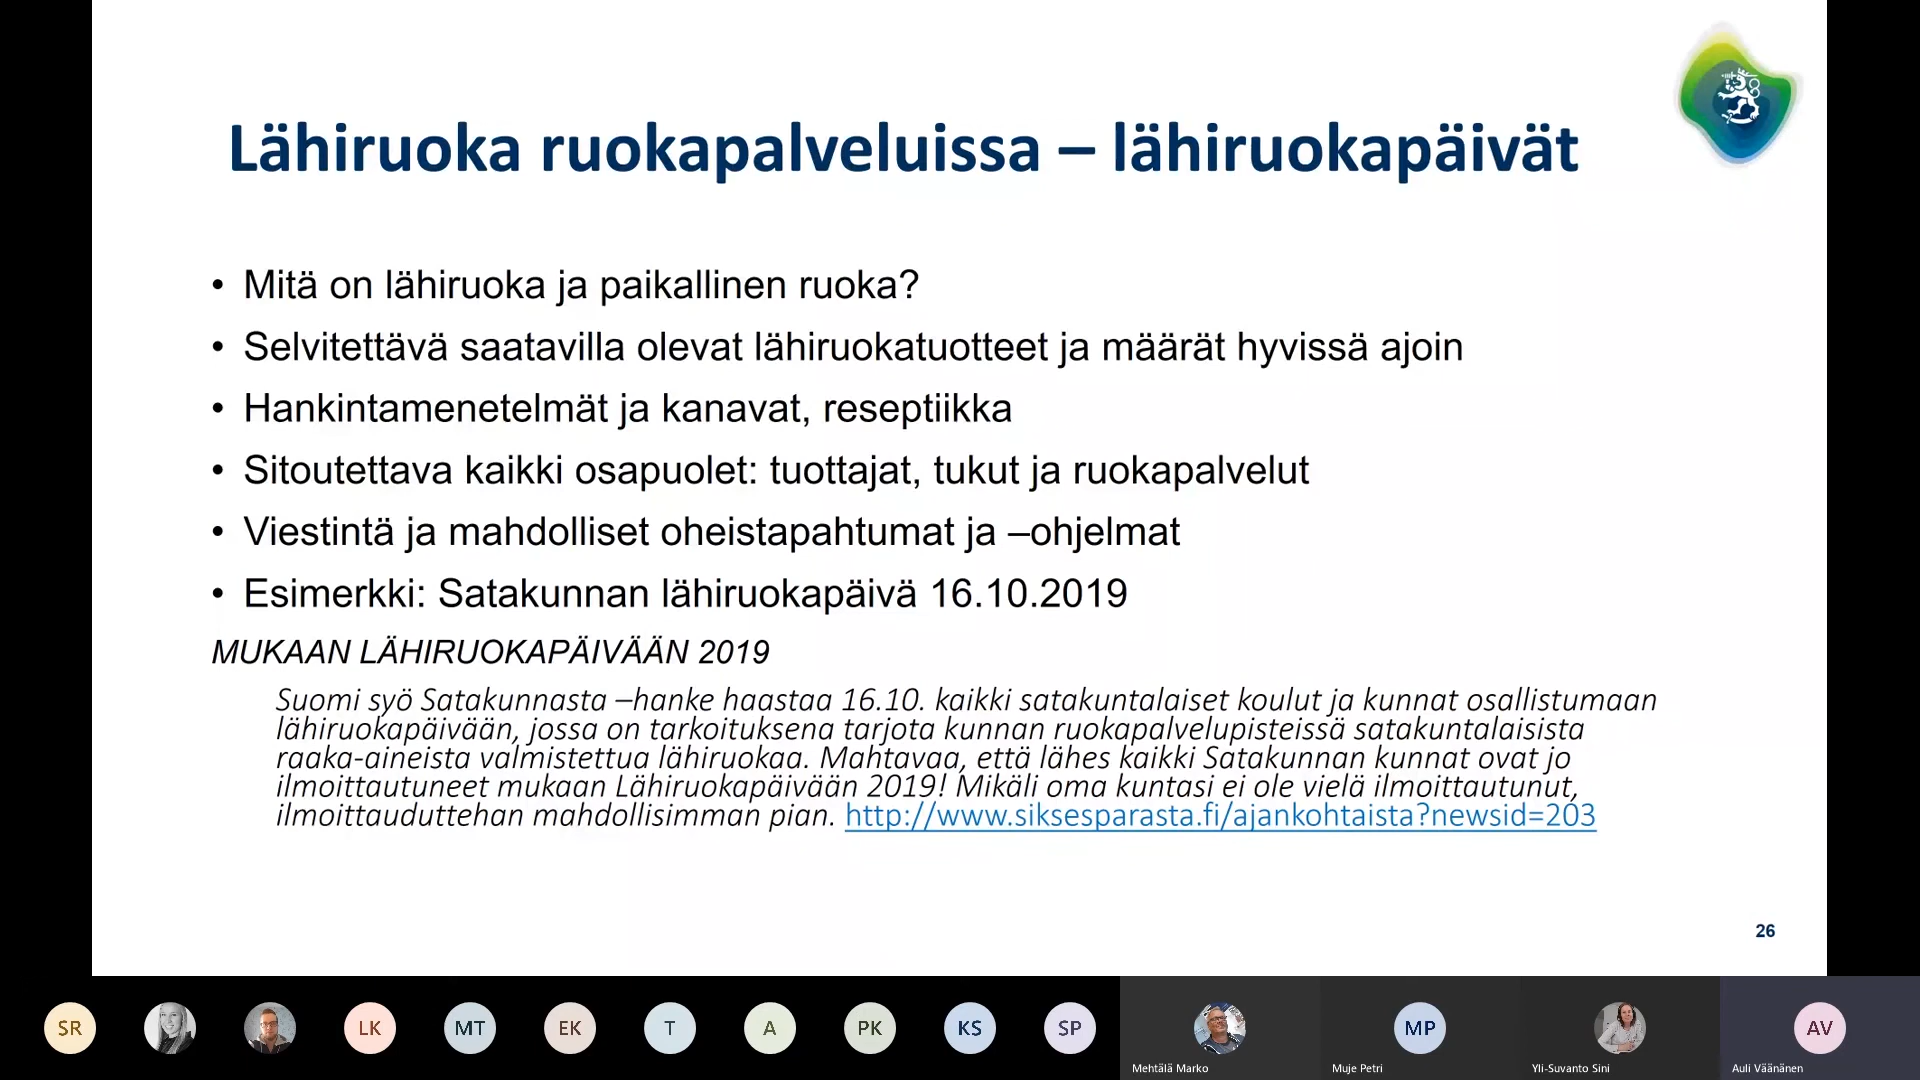 Lähiruoka ruokapalveluissa – lähiruokapäivät
• Mitä on lähiruoka ja paikallinen ruoka?
• Selvitettävä saatavilla olevat lähiruokatuotteet ja määrät hyvissä ajoin
• Hankintamenetelmät ja kanavat, reseptiikka
• Sitoutettava kaikki osapuolet: tuottajat, tukut ja ruokapalvelut
• Viestintä ja mahdolliset oheistapahtumat ja –ohjelmat
• Esimerkki: Satakunnan lähiruokapäivä 16.10.2019
MUKAAN LÄHIRUOKAPÄIVÄÄN 2019
Suomi syö Satakunnasta –hanke haastaa 16.10. kaikki satakuntalaiset koulut ja kunnat osallistumaan
lähiruokapäivään, jossa on tarkoituksena tarjota kunnan ruokapalvelupisteissä satakuntalaisista
raaka-aineista valmistettua lähiruokaa. Mahtavaa, että lähes kaikki Satakunnan kunnat ovat jo
ilmoittautuneet mukaan Lähiruokapäivään 2019! Mikäli oma kuntasi ei ole vielä ilmoittautunut,
ilmoittauduttehan mahdollisimman pian. http://www.siksesparasta.fi/ajankohtaista?newsid=203
26
SR LK MT EK T A PK KS SP MP AV
Mehtälä Marko Muje Petri Yli-Suvanto Sini Auli Väänänen